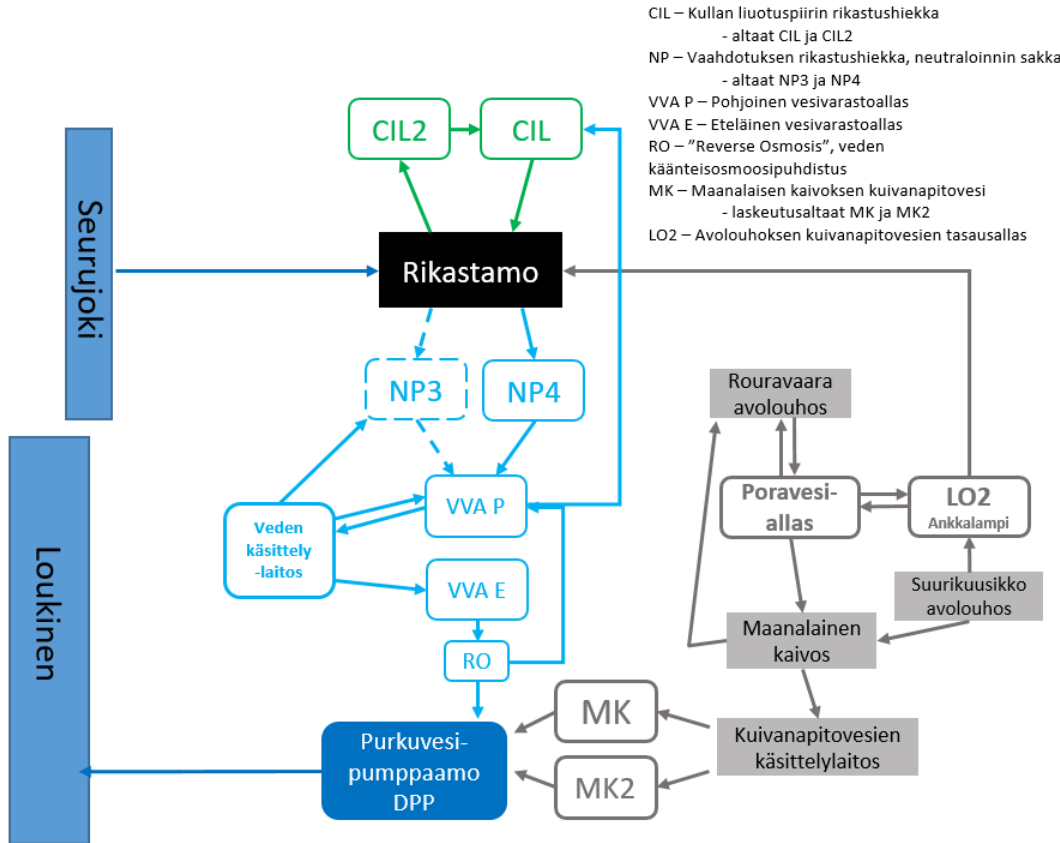 CIL – Kullan liuotuspiirin rikastushiekka
- altaat CIL ja CIL2
NP – Vaahdotuksen rikastushiekka, neutraloinnin sakka
- altaat NP3 ja NP4
VVA P – Pohjoinen vesivarastoallas
VVA E – Eteläinen vesivarastoallas
RO – ”Reverse Osmosis”, veden
käänteisosmoosipuhdistus
MK – Maanalaisen kaivoksen kuivanapitovesi
- laskeutusaltaat MK ja MK2
LO2 – Avolouhoksen kuivanapitovesien tasausallas
CIL2
CIL
Seurujoki
Rikastamo
NP3
NP4
Rouravaara
avolouhos
VVA P
Poravesi-
allas
LO2
Ankkalampi
Veden
käsittely
-laitos
VVA E
Suurikuusikko
avolouhos
Loukinen
RO
Maanalainen
kaivos
MK
Purkuvesi-
pumppaamo
DPP
Kuivanapitovesien
käsittelylaitos
MK2